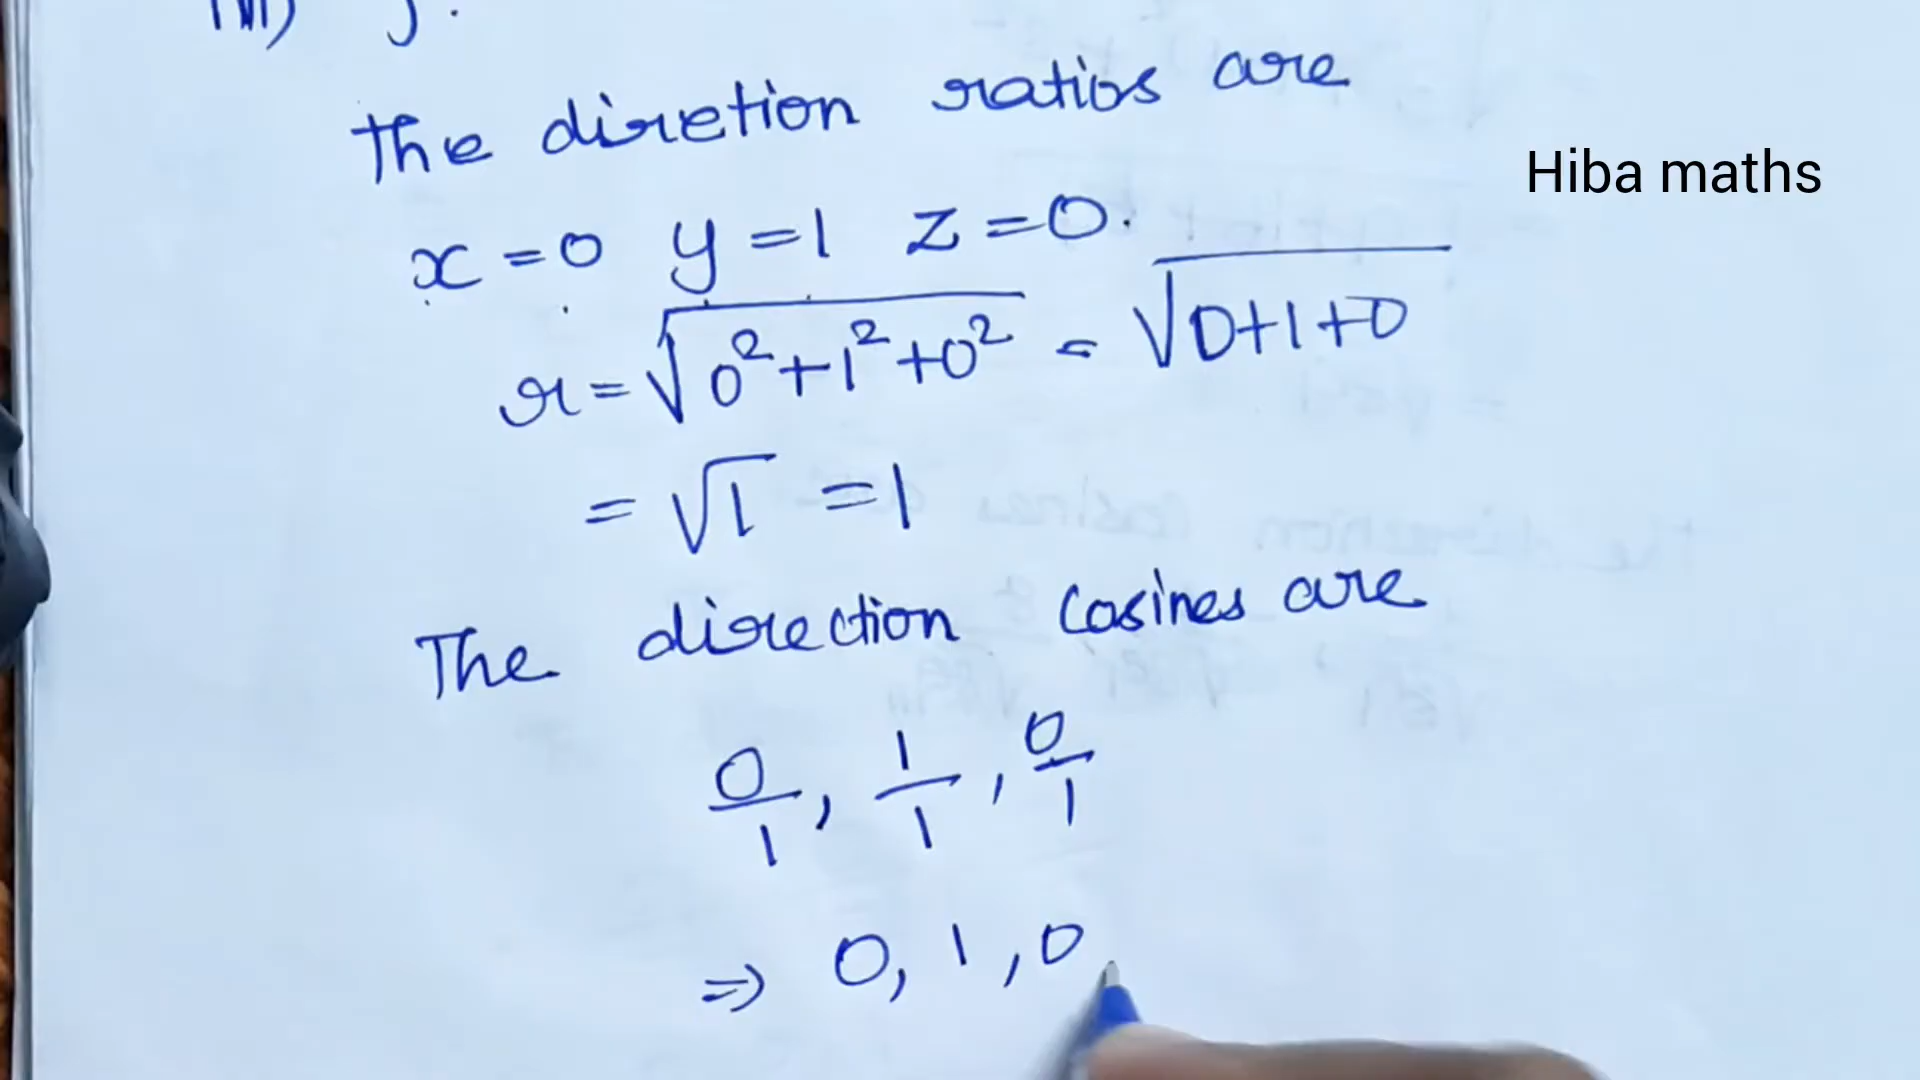 iii) j.
The diretion ratios are
Hiba maths
x = 0 y = 1 z = 0.
r = √0²+1²+0² = √0+1+0
= √1 = 1
The direction cosines are
0/1, 1/1, 0/1
⇒ 0, 1, 0